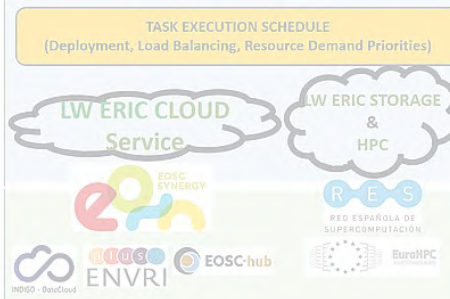 TASK EXECUTION SCHEDULE
(Deployment, Load Balancing, Resource Demand Priorities)
LW ERIC CLOUD
Service
LW ERIC STORAGE
&
HPC
EOSC
SYNERGY
RES
RED ESPAÑOLA DE
SUPERCOMPUTACIÓN
INDIGO - DataCloud
PLUS
ENVRI
EOSC-hub
EuroHPC